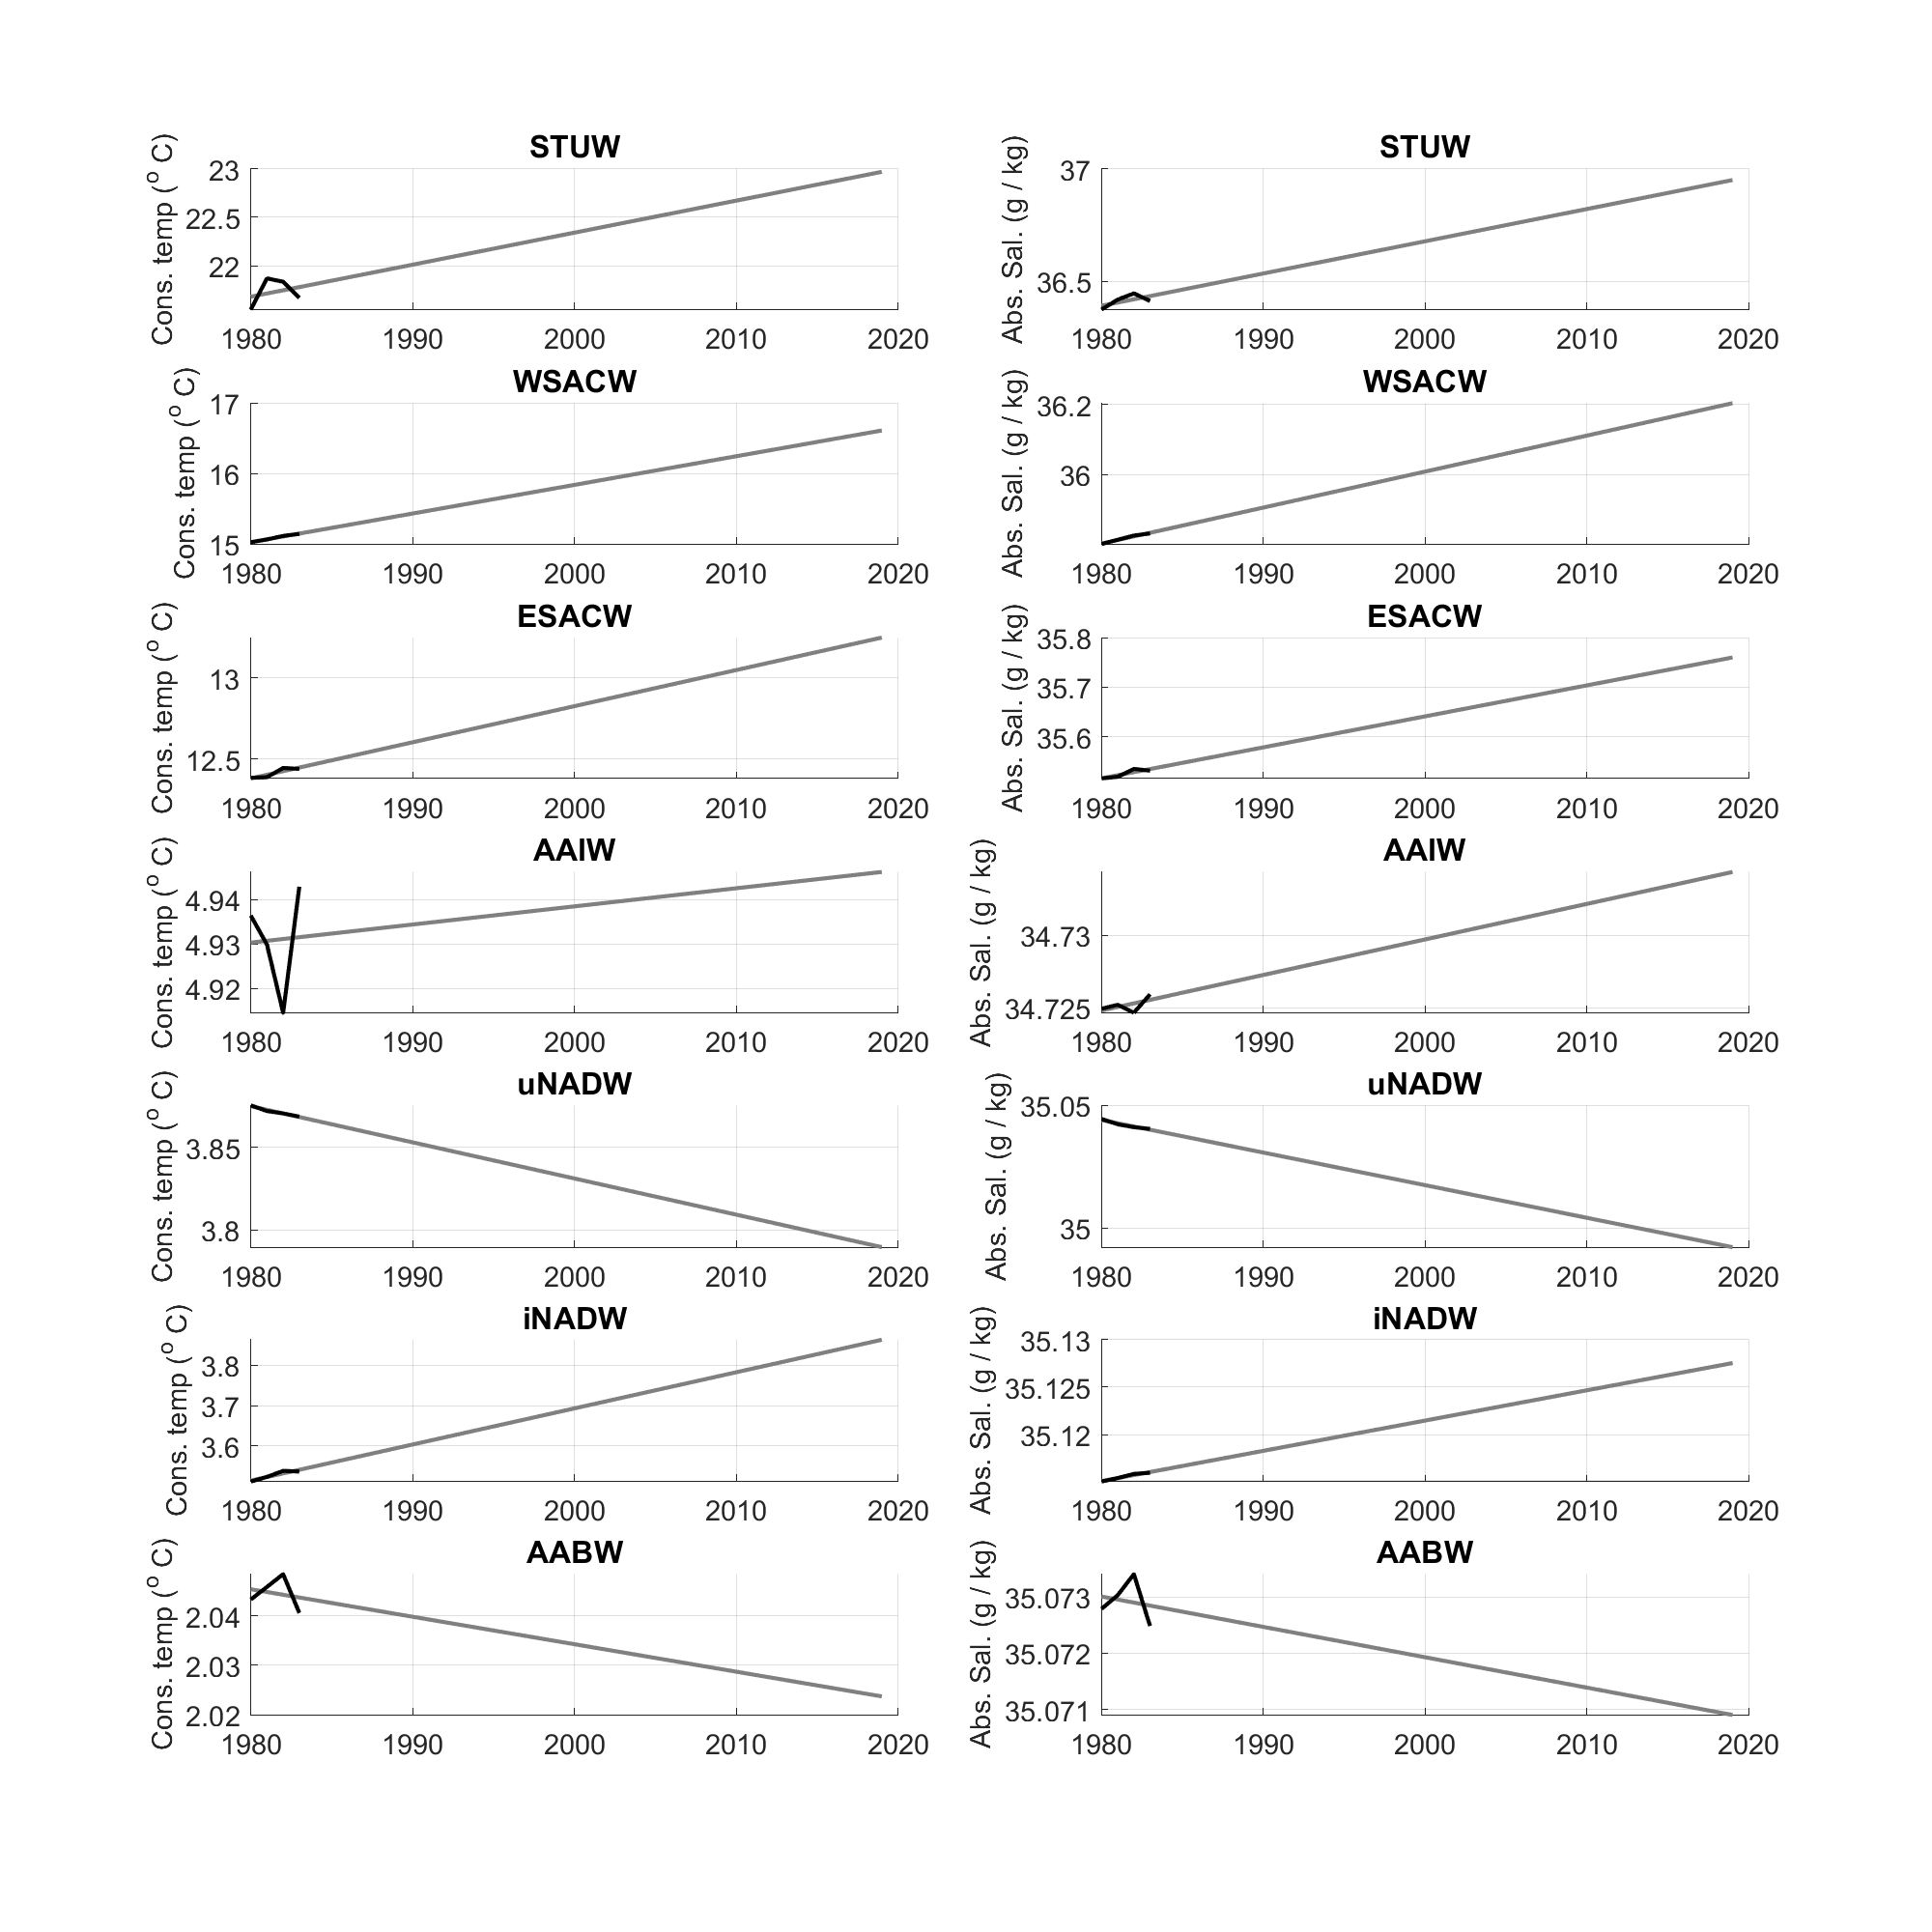 STUW
Cons. temp (o C)
23
22.5
22
1980 1990 2000 2010 2020
STUW
Abs. Sal. (g / kg)
37
36.5
1980 1990 2000 2010 2020
WSACW
Cons. temp (o C)
17
16
15
1980 1990 2000 2010 2020
WSACW
Abs. Sal. (g / kg)
36.2
36
1980 1990 2000 2010 2020
ESACW
Cons. temp (o C)
13
12.5
1980 1990 2000 2010 2020
ESACW
Abs. Sal. (g / kg)
35.8
35.7
35.6
1980 1990 2000 2010 2020
AAIW
Cons. temp (o C)
4.94
4.93
4.92
1980 1990 2000 2010 2020
AAIW
Abs. Sal. (g / kg)
34.73
34.725
1980 1990 2000 2010 2020
uNADW
Cons. temp (o C)
3.85
3.8
1980 1990 2000 2010 2020
uNADW
Abs. Sal. (g / kg)
35.05
35
1980 1990 2000 2010 2020
iNADW
Cons. temp (o C)
3.8
3.7
3.6
1980 1990 2000 2010 2020
iNADW
Abs. Sal. (g / kg)
35.13
35.125
35.12
1980 1990 2000 2010 2020
AABW
Cons. temp (o C)
2.04
2.03
2.02
1980 1990 2000 2010 2020
AABW
Abs. Sal. (g / kg)
35.073
35.072
35.071
1980 1990 2000 2010 2020